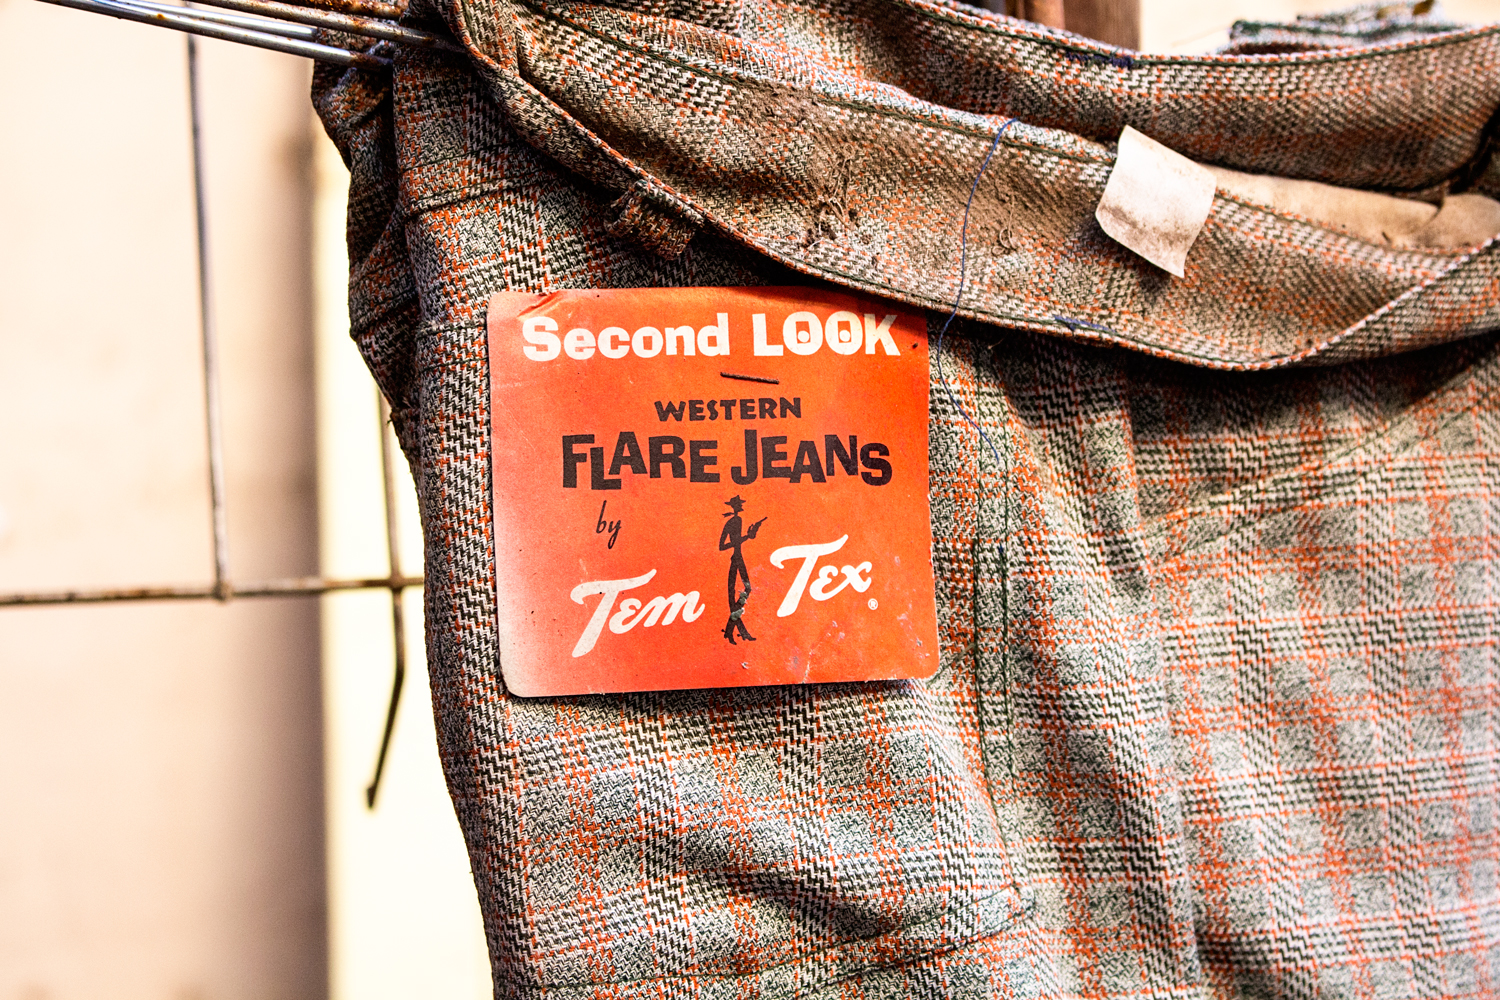 Second LOOK
WESTERN
FLARE JEANS
by
Tem Tex ®